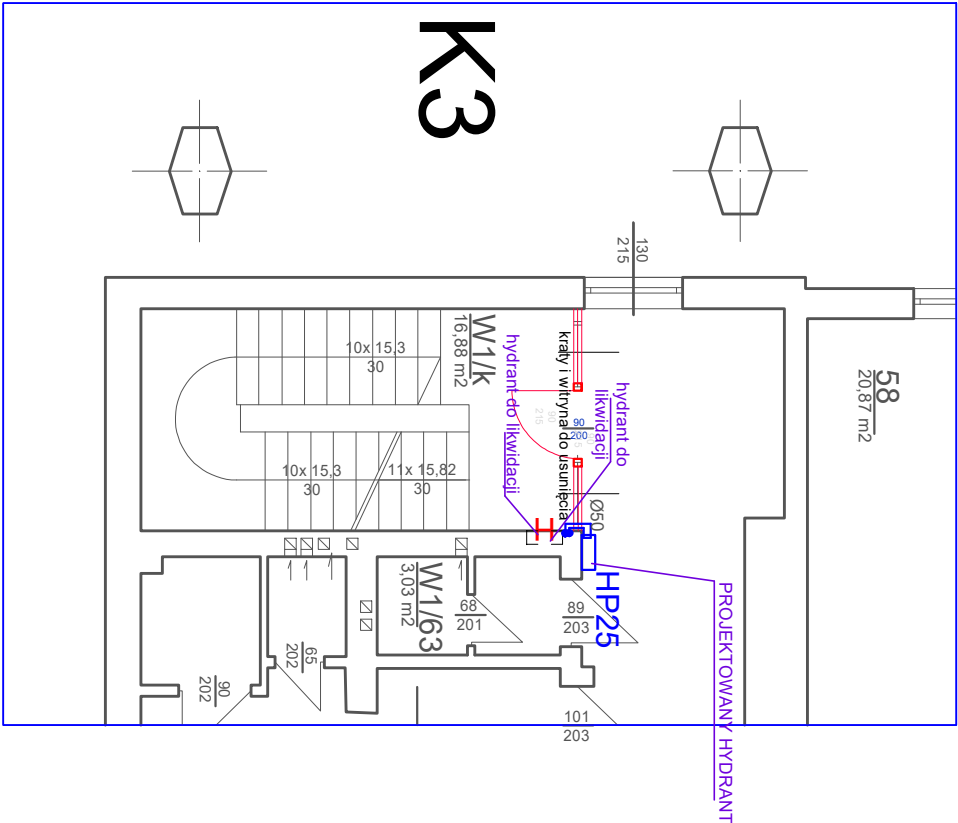 K3
130
215
58
20,87 m2
W1/k
16,88 m2
10x 15,3
30
10x 15,3
30
11x 15,82
30
hydrant do likwidacji
kraty i witryna do usunięcia
hydrant do
likwidacji
90
215
90
200
Ø50
H
HP25
W1/63
3,03 m2
68
201
89
203
65
202
90
202
101
203
PROJEKTOWANY HYDRANT